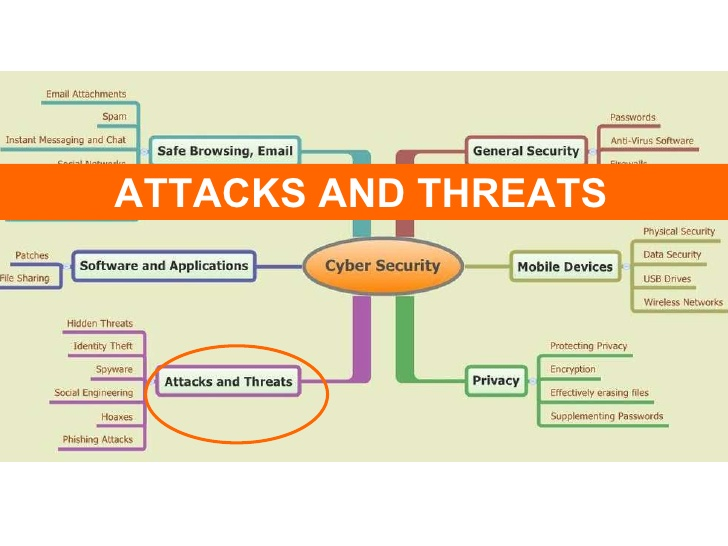 Email Attachments
Spam
Instant Messaging and Chat
Social Networks
Safe Browsing, Email
General Security
Passwords
Anti-Virus Software
Firewalls
ATTACKS AND THREATS
Patches
File Sharing
Software and Applications
Cyber Security
Mobile Devices
Physical Security
Data Security
USB Drives
Wireless Networks
Hidden Threats
Identity Theft
Spyware
Social Engineering
Hoaxes
Phishing Attacks
Attacks and Threats
Privacy
Protecting Privacy
Encryption
Effectively erasing files
Supplementing Passwords